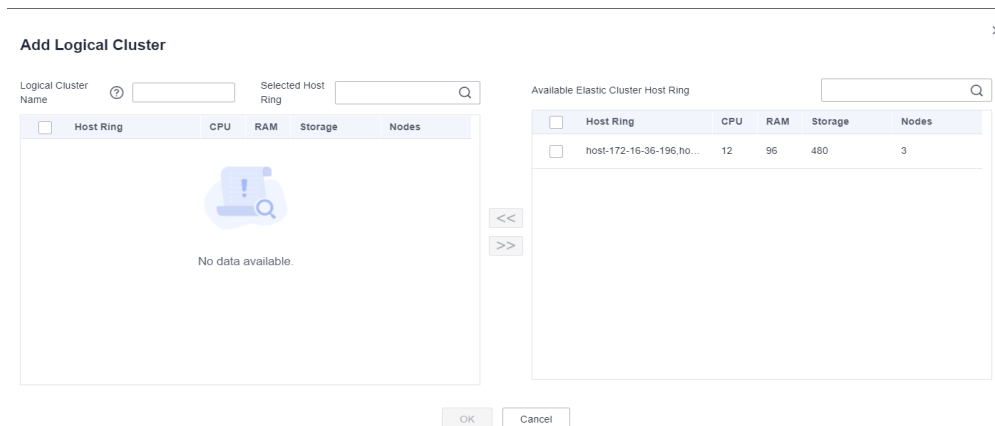 Add Logical Cluster
Logical Cluster
Name
?
Selected Host
Ring
Host Ring CPU RAM Storage Nodes
No data available.
<<
>>
Available Elastic Cluster Host Ring
Host Ring CPU RAM Storage Nodes
host-172-16-36-196,ho... 12 96 480 3
OK Cancel